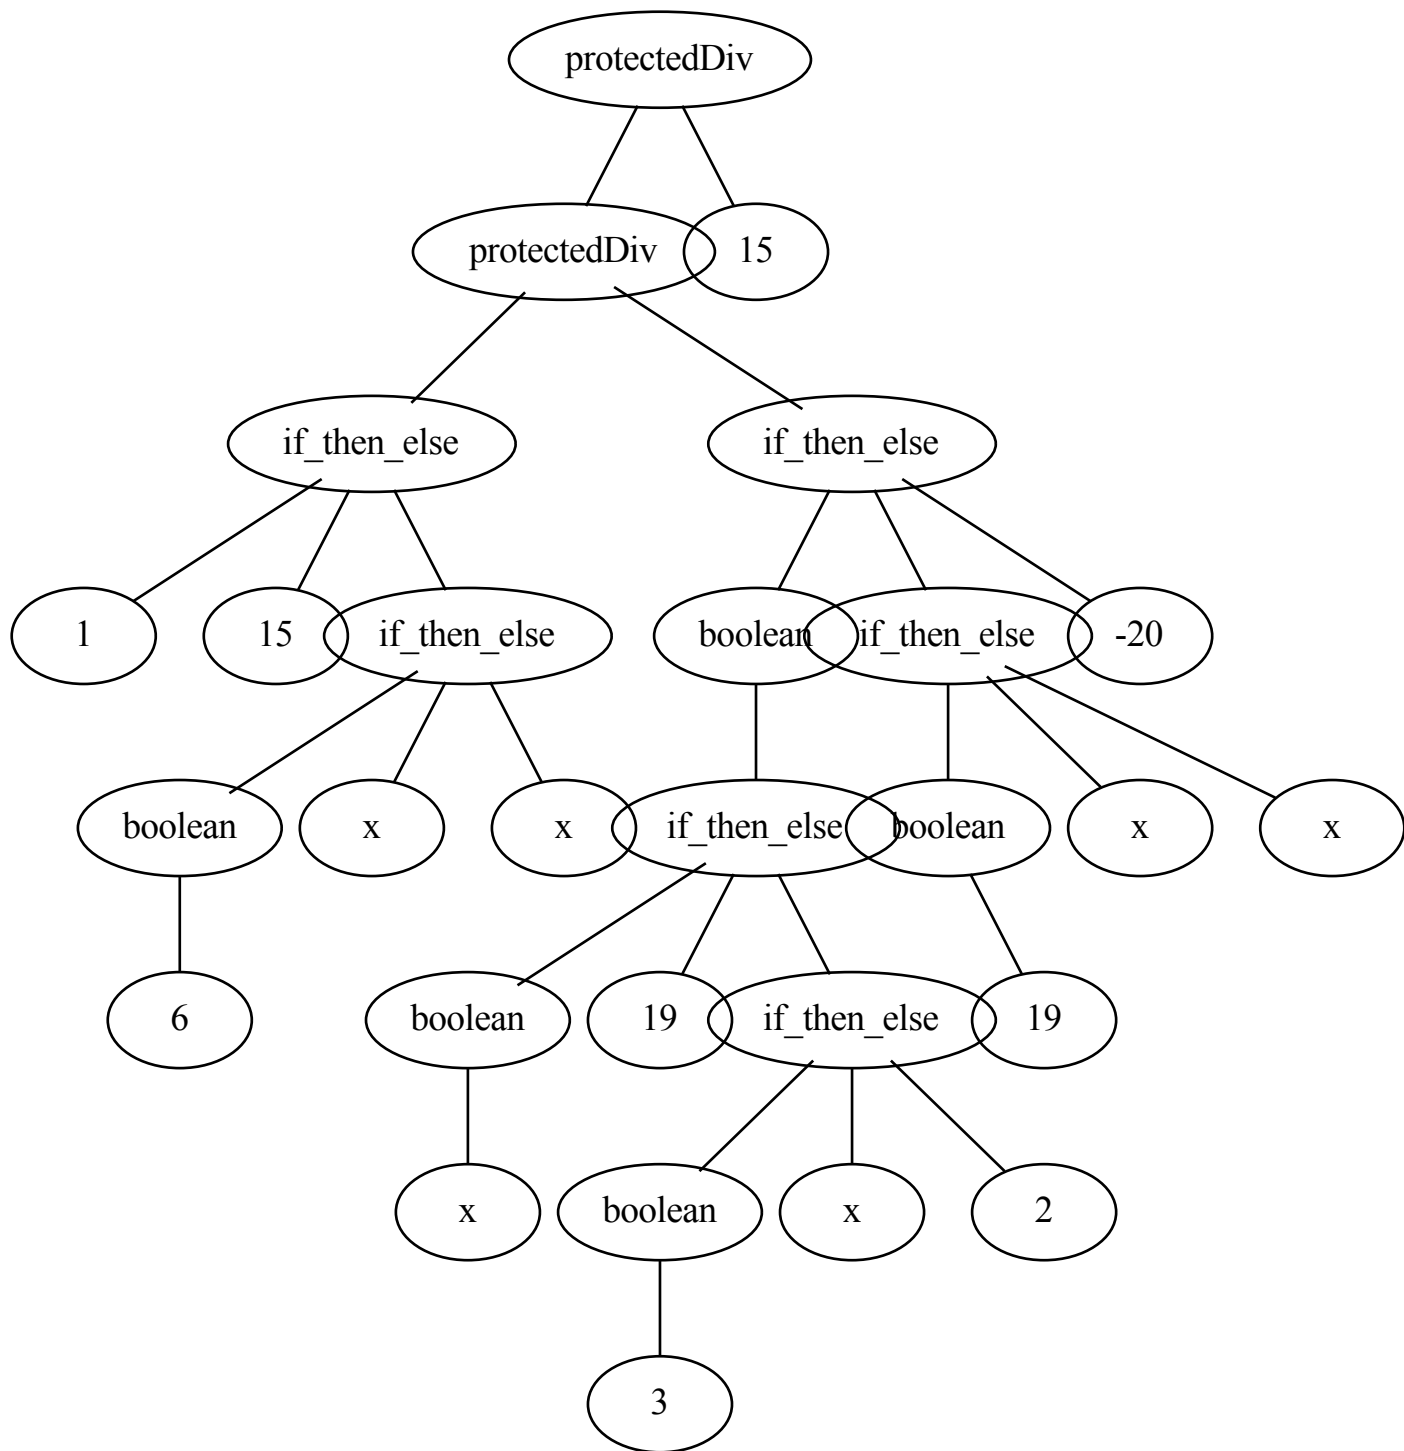 protectedDiv
protectedDiv 15
if_then_else if_then_else
1 15 if_then_else boolean if_then_else -20
boolean x x if_then_else boolean x x
6 boolean 19 if_then_else 19
x boolean x 2
3